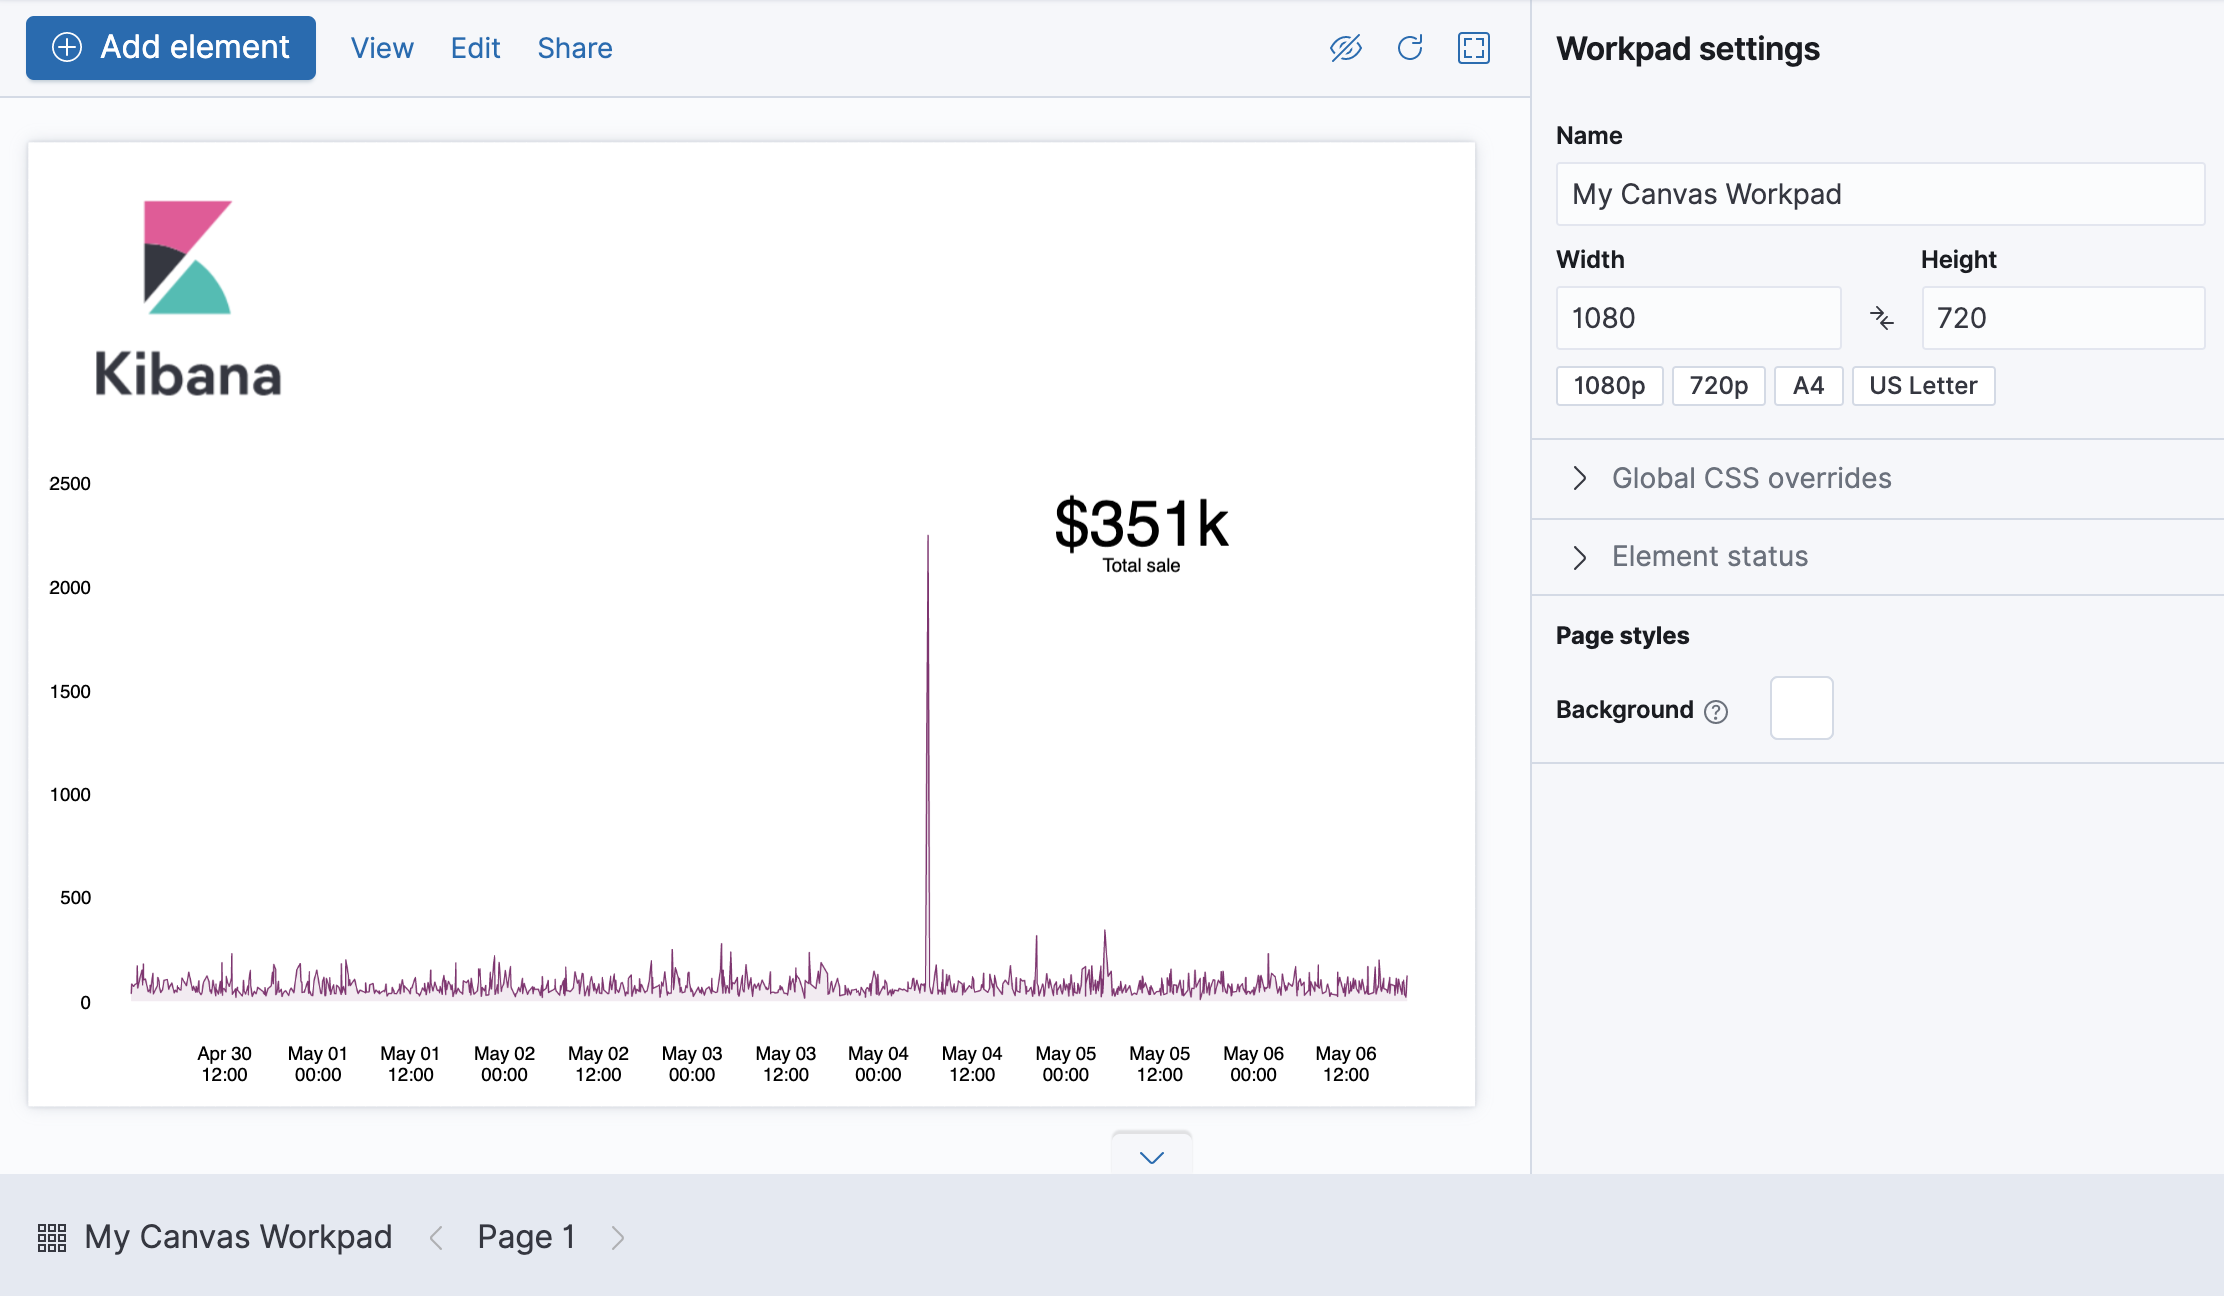 Add element View Edit Share
Workpad settings
Name
My Canvas Workpad
Width Height
1080 720
1080p 720p A4 US Letter
Global CSS overrides
Element status
Page styles
Background ?
Kibana
$351k
Total sale
2500
2000
1500
1000
500
0
Apr 30 May 01 May 01 May 02 May 02 May 03 May 03 May 04 May 04 May 05 May 05 May 06 May 06
12:00 00:00 12:00 00:00 12:00 00:00 12:00 00:00 12:00 00:00 12:00 00:00 12:00
My Canvas Workpad Page 1